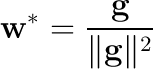 w* = g / ‖g‖²